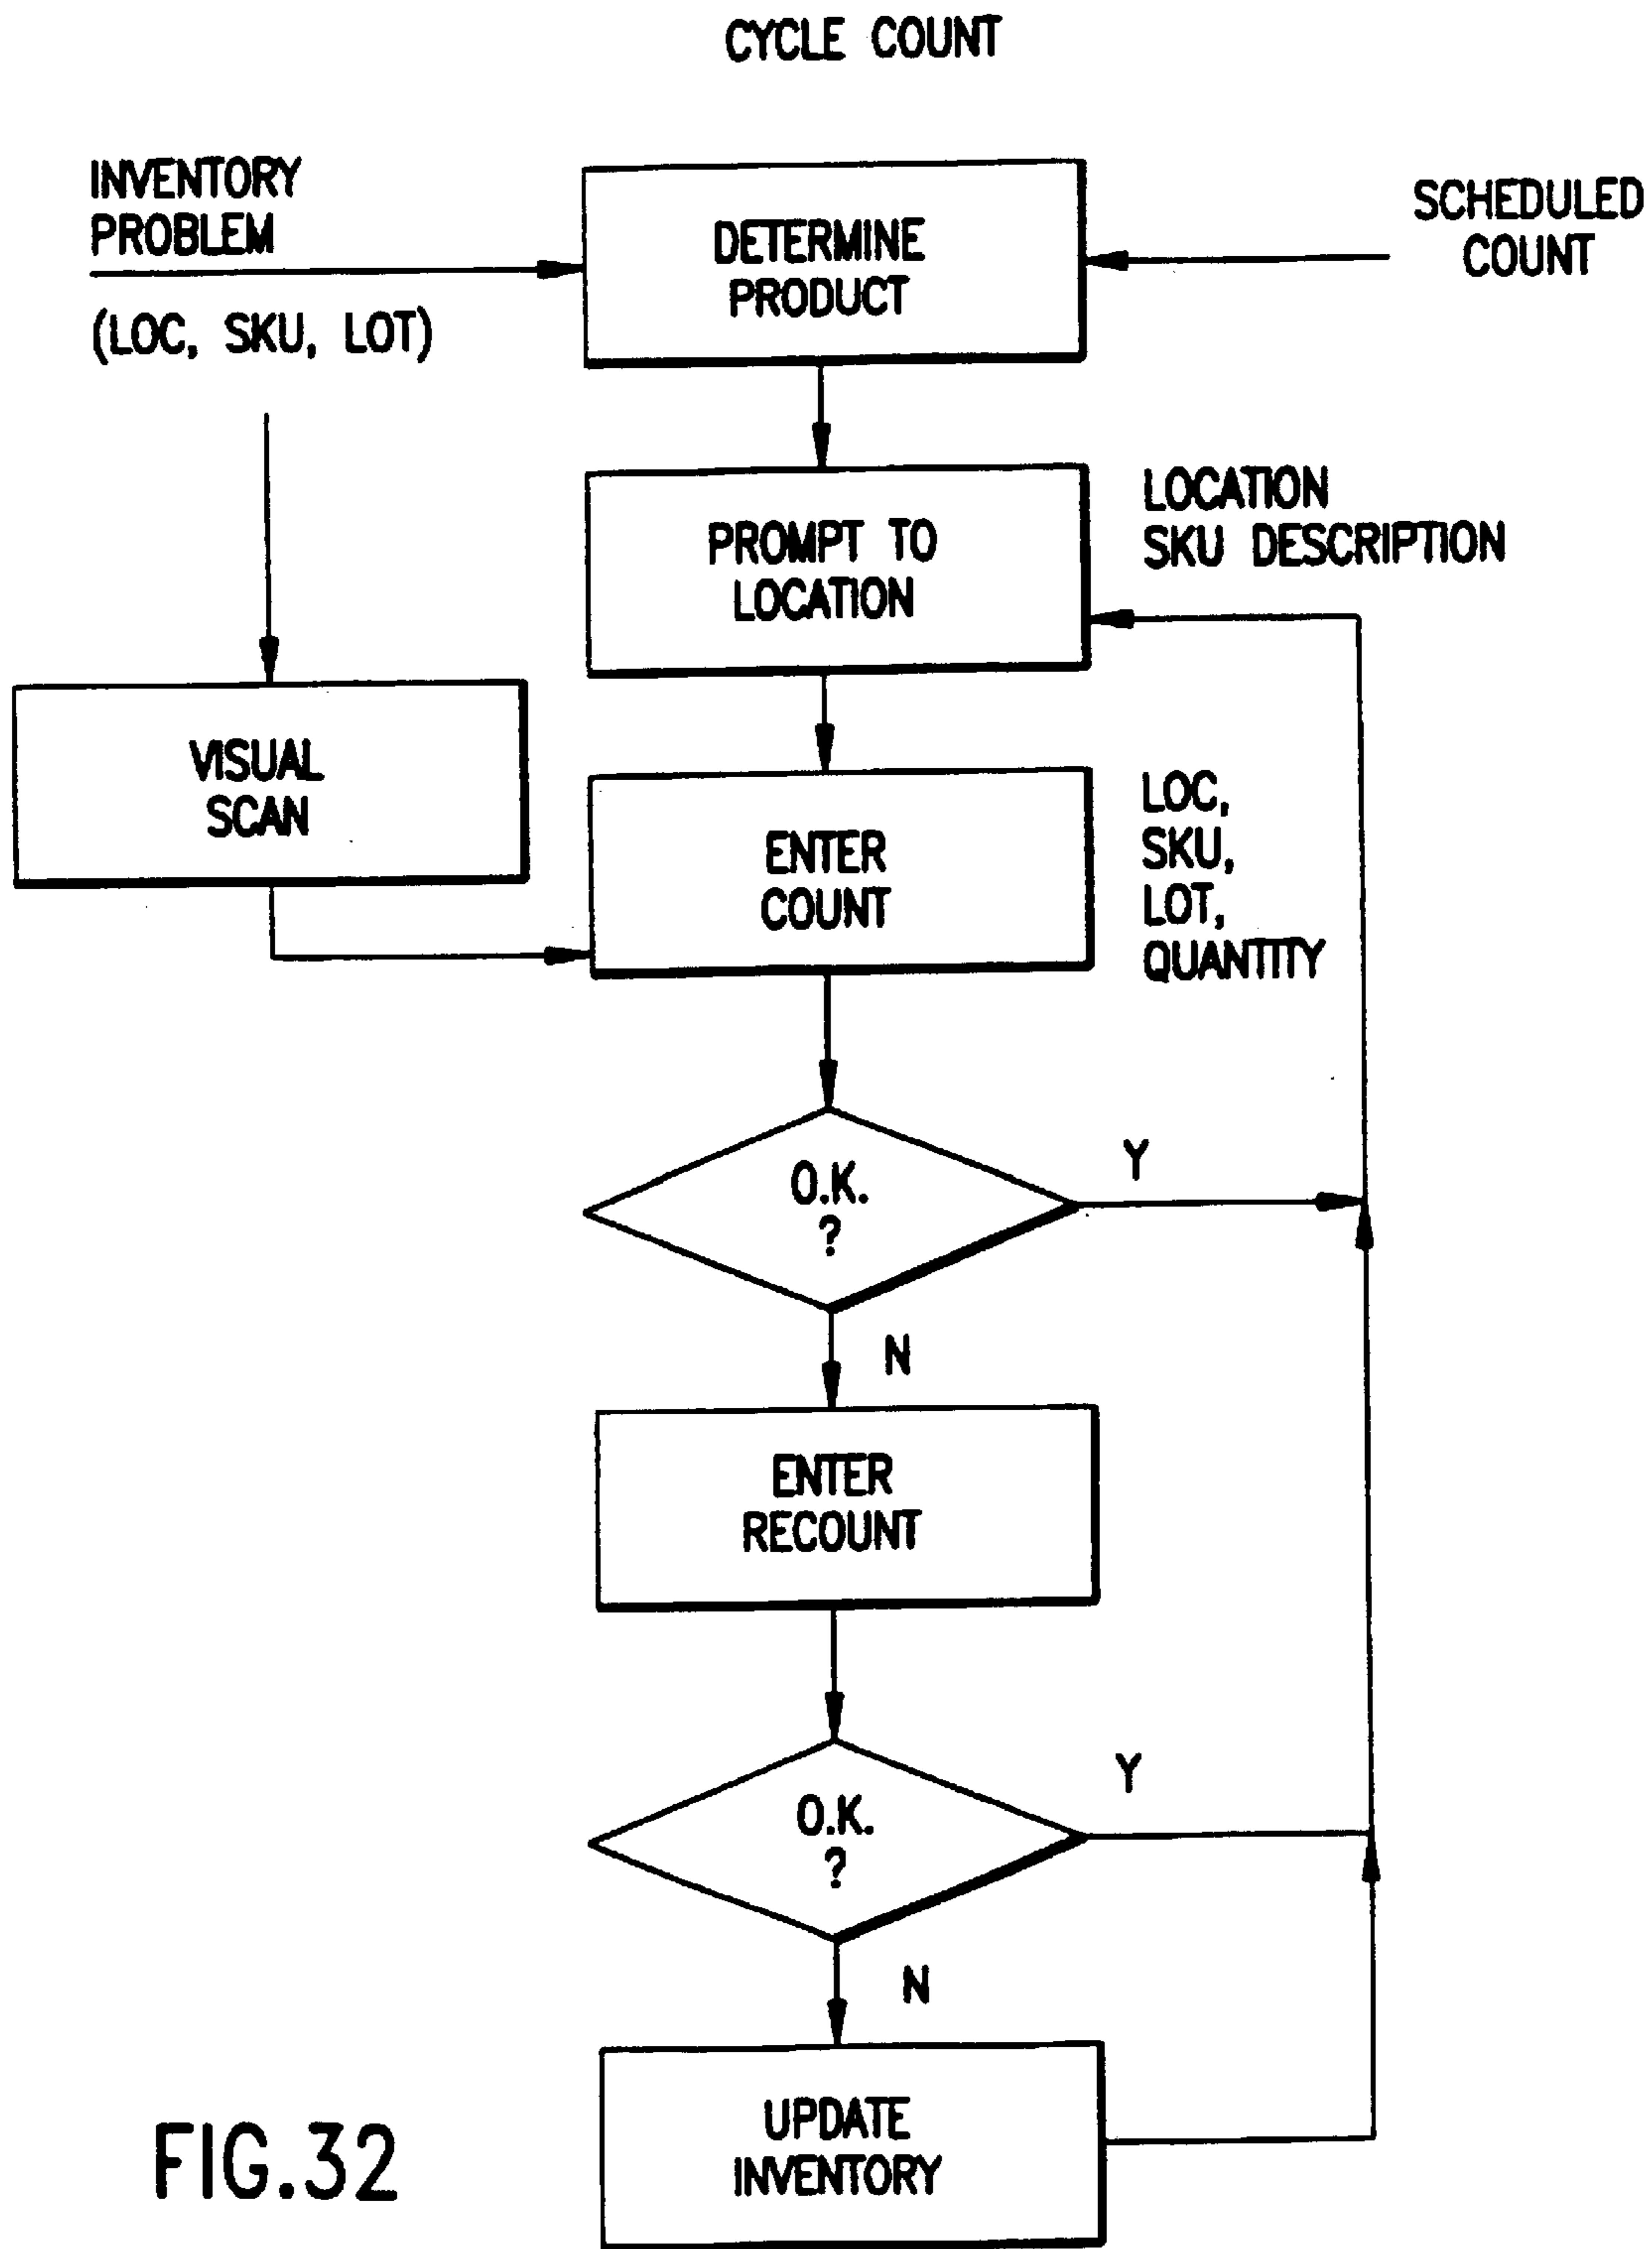 CYCLE COUNT
INVENTORY
PROBLEM
(LOC, SKU, LOT)
DETERMINE
PRODUCT
SCHEDULED
COUNT
PROMPT TO
LOCATION
LOCATION
SKU DESCRIPTION
VISUAL
SCAN
ENTER
COUNT
LOC,
SKU,
LOT,
QUANTITY
O.K.
?
Y
N
ENTER
RECOUNT
O.K.
?
Y
N
UPDATE
INVENTORY
FIG.32